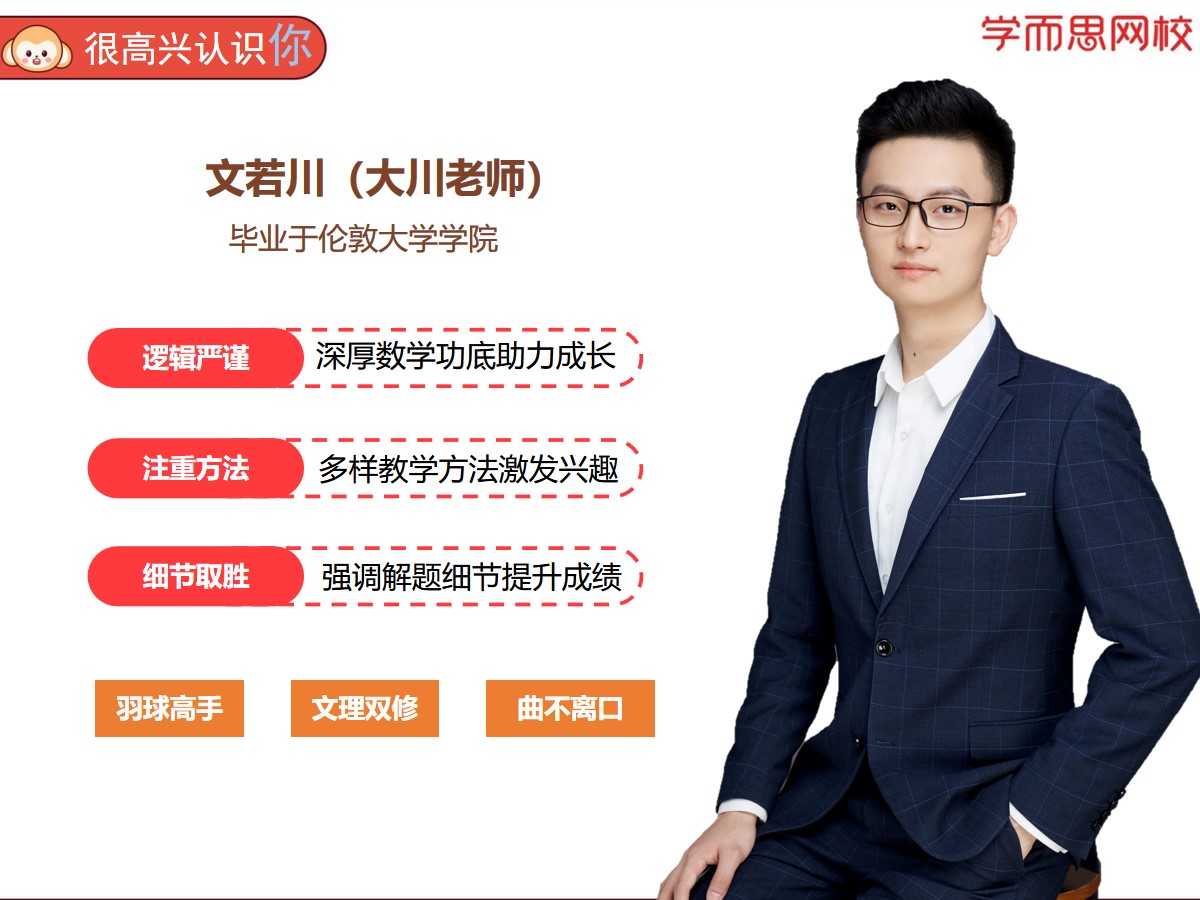 很高兴认识你
学而思网校
文若川（大川老师）
毕业于伦敦大学学院
逻辑严谨 深厚数学功底助力成长
注重方法 多样教学方法激发兴趣
细节取胜 强调解题细节提升成绩
羽球高手 文理双修 曲不离口